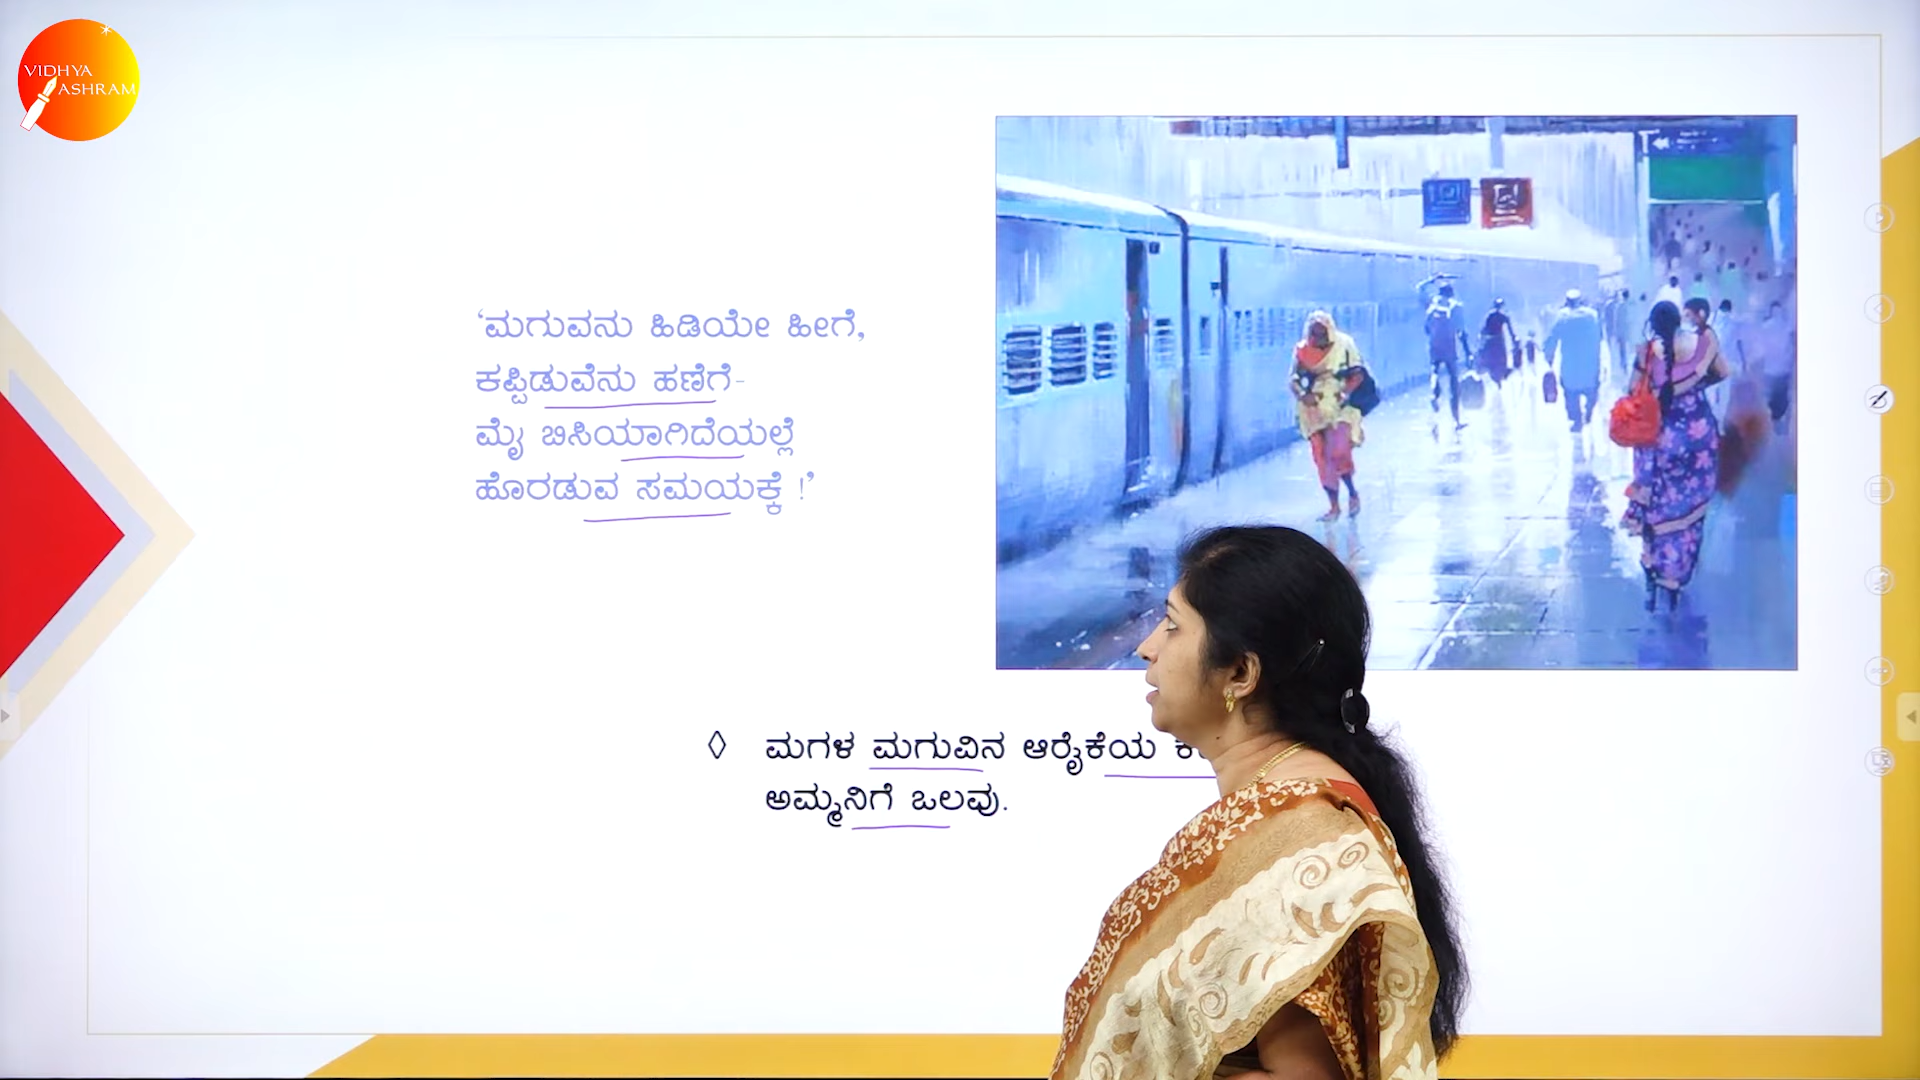 VIDHYA
ASHRAM
‘ಮಗುವನು ಹಿಡಿಯೇ ಹೀಗೆ,
ಕಪ್ಪಿಡುವೆನು ಹಣೆಗೆ-
ಮೈ ಬಿಸಿಯಾಗಿದೆಯಲ್ಲೆ
ಹೊರಡುವ ಸಮಯಕ್ಕೆ !’
◊ ಮಗಳ ಮಗುವಿನ ಆರೈಕೆಯ
ಅಮ್ಮನಿಗೆ ಒಲವು.